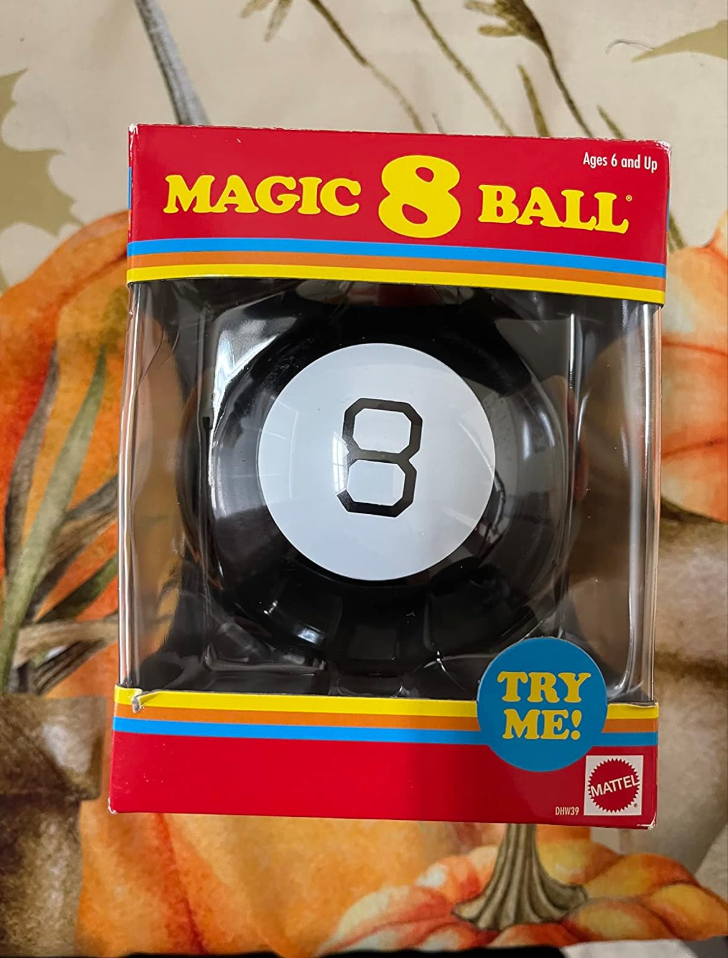 Ages 6 and Up
MAGIC 8 BALL®
8
TRY
ME!
MATTEL
DHW39